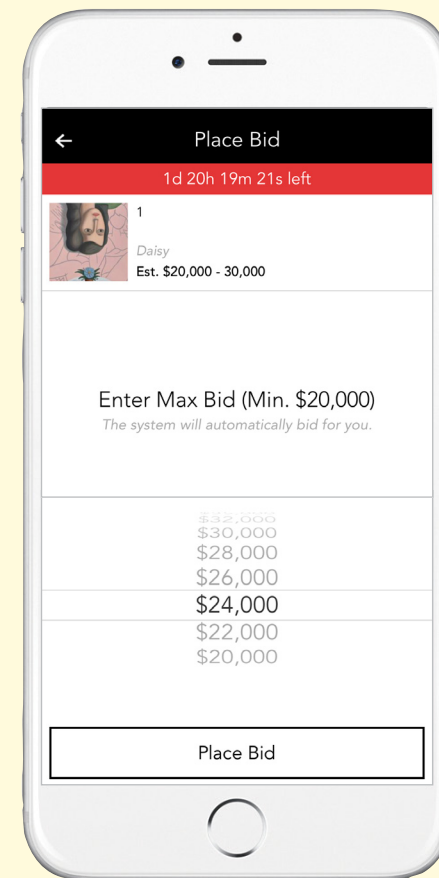 Place Bid
1d 20h 19m 21s left
1
Daisy
Est. $20,000 - 30,000
Enter Max Bid (Min. $20,000)
The system will automatically bid for you.
$32,000
$30,000
$28,000
$26,000
$24,000
$22,000
$20,000
Place Bid